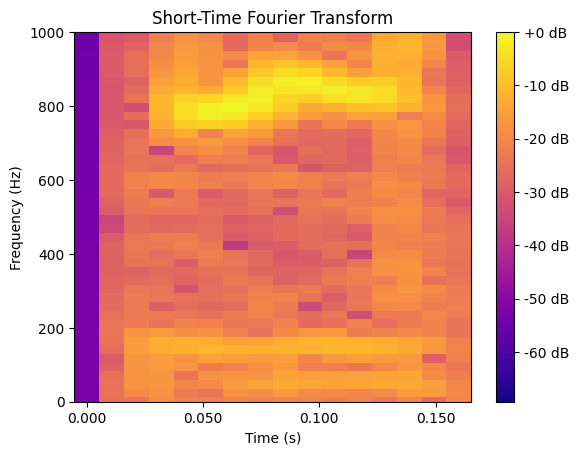 Short-Time Fourier Transform
1000
800
600
400
200
0
Frequency (Hz)
0.000
0.050
0.100
0.150
Time (s)
+0 dB
-10 dB
-20 dB
-30 dB
-40 dB
-50 dB
-60 dB